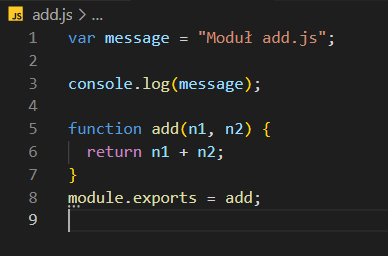 JS add.js > ...
1 var message = "Moduł add.js";
2
3 console.log(message);
4
5 function add(n1, n2) {
6   return n1 + n2;
7 }
8 module.exports = add;
9